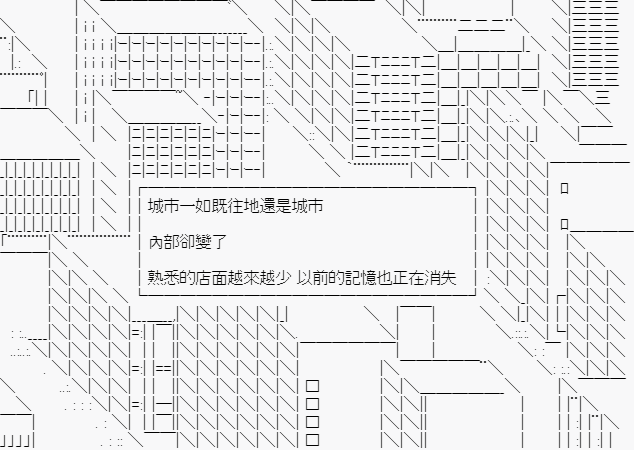 城市一如既往地還是城市
內部卻變了
熟悉的店面越來越少 以前的記憶也正在消失